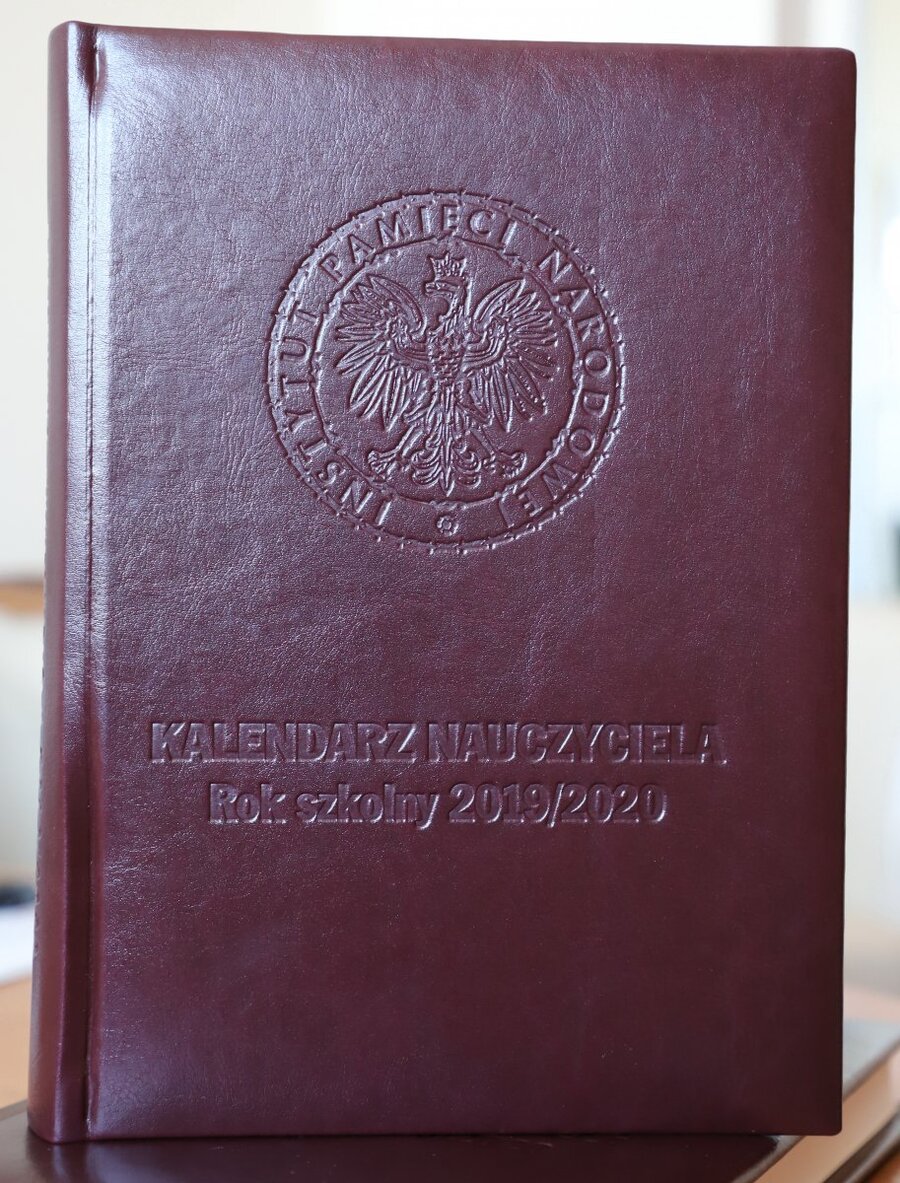 INSTYTUT PAMIĘCI NARODOWEJ
KALENDARZ NAUCZYCIELA
Rok szkolny 2019/2020